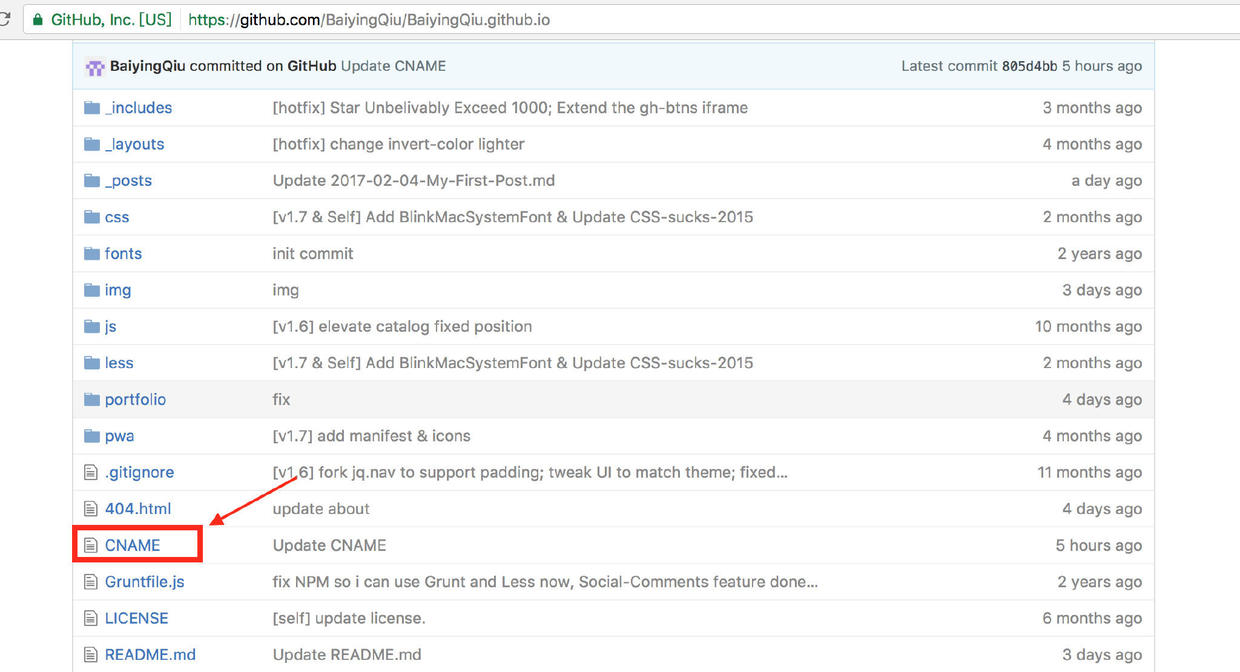 GitHub, Inc. [US] https://github.com/BaiyingQiu/BaiyingQiu.github.io
BaiyingQiu committed on GitHub Update CNAME Latest commit 805d4bb 5 hours ago
_includes [hotfix] Star Unbelivably Exceed 1000; Extend the gh-btns iframe 3 months ago
_layouts [hotfix] change invert-color lighter 4 months ago
_posts Update 2017-02-04-My-First-Post.md a day ago
css [v1.7 & Self] Add BlinkMacSystemFont & Update CSS-sucks-2015 2 months ago
fonts init commit 2 years ago
img img 3 days ago
js [v1.6] elevate catalog fixed position 10 months ago
less [v1.7 & Self] Add BlinkMacSystemFont & Update CSS-sucks-2015 2 months ago
portfolio fix 4 days ago
pwa [v1.7] add manifest & icons 4 months ago
.gitignore [v1.6] fork jq.nav to support padding; tweak UI to match theme; fixed... 11 months ago
404.html update about 4 days ago
CNAME Update CNAME 5 hours ago
Gruntfile.js fix NPM so i can use Grunt and Less now, Social-Comments feature done... 2 years ago
LICENSE [self] update license. 6 months ago
README.md Update README.md 3 days ago